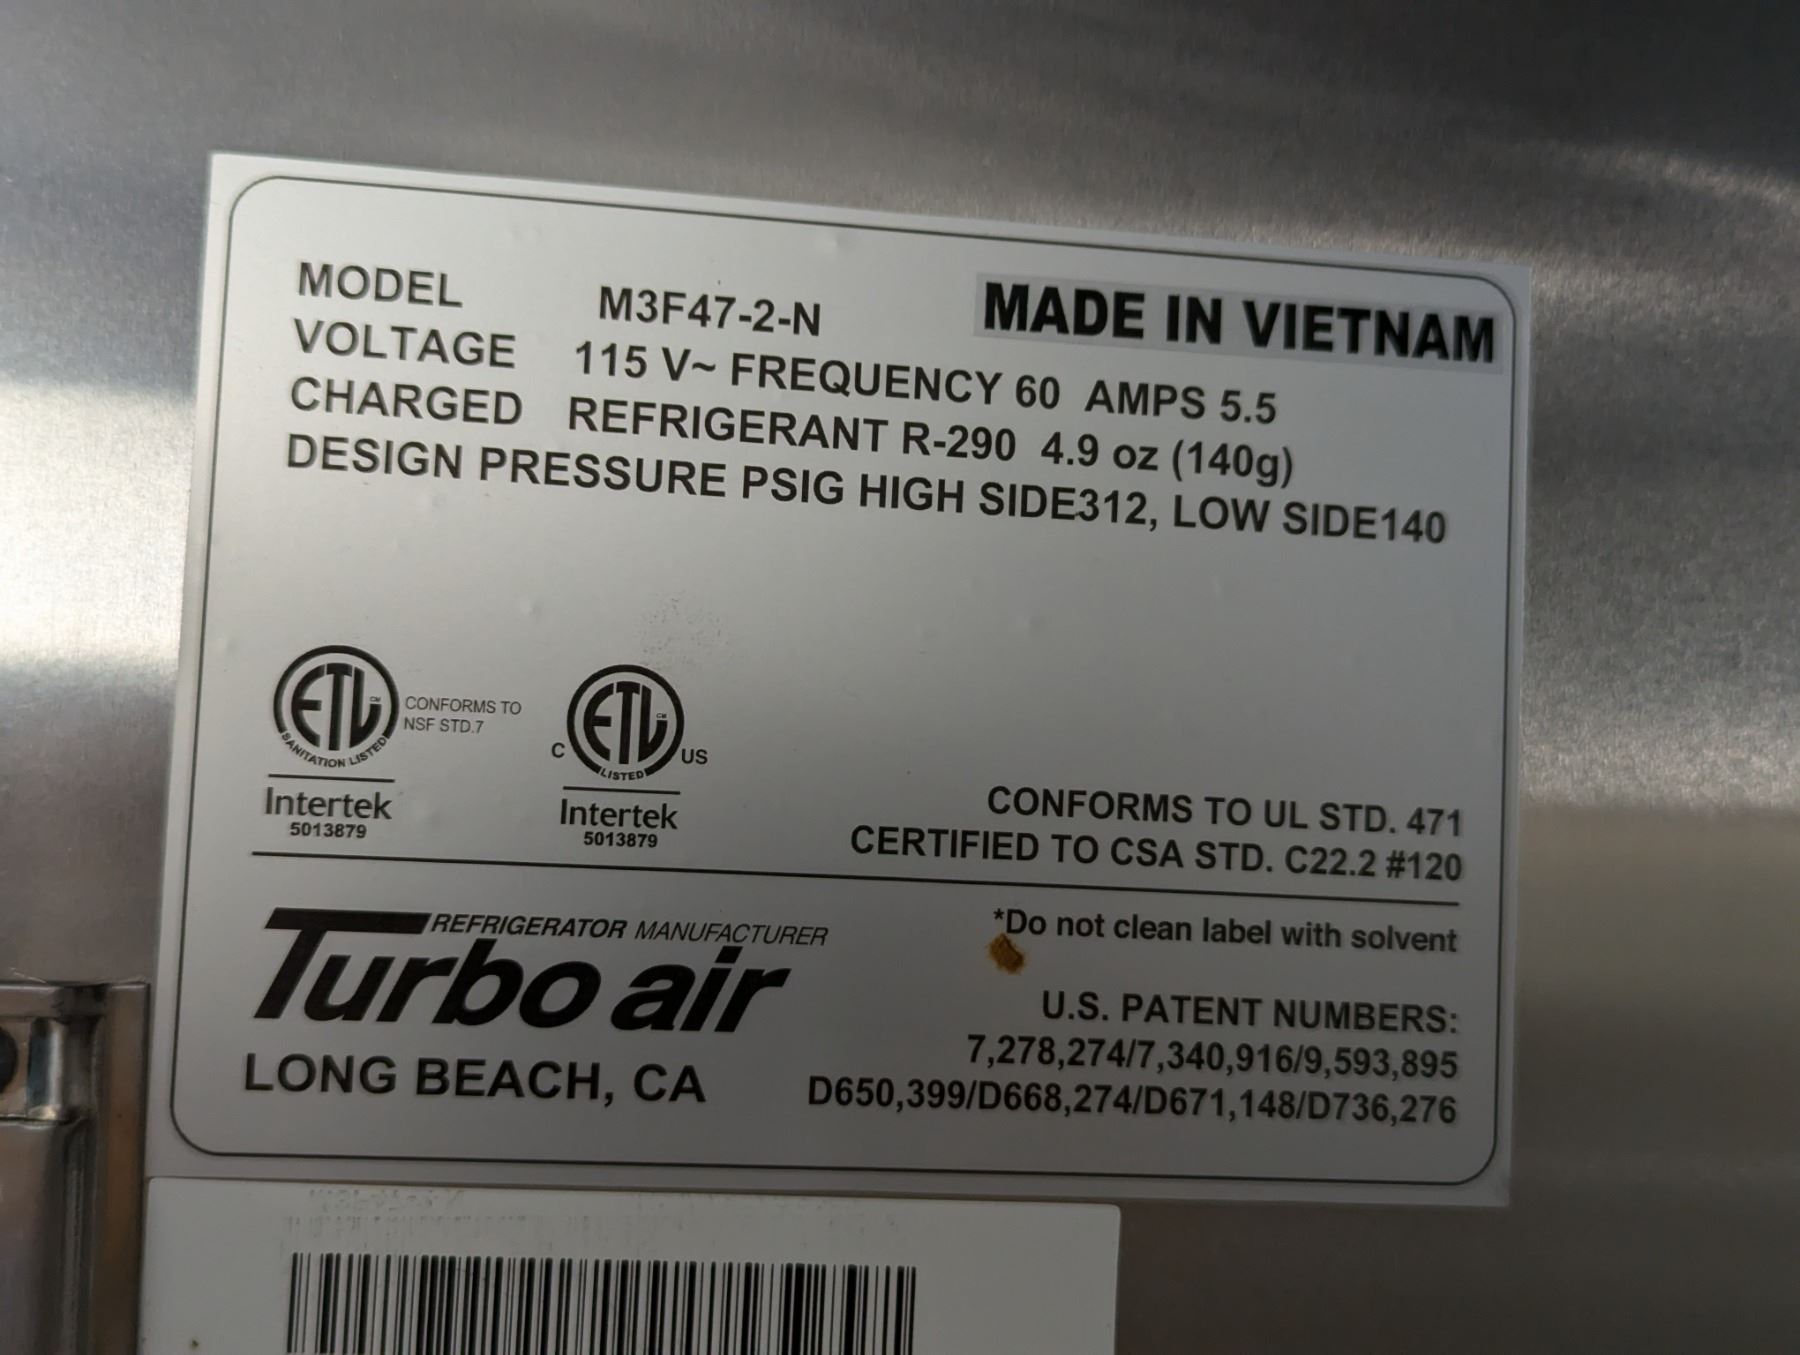 MODEL M3F47-2-N MADE IN VIETNAM
VOLTAGE 115 V~ FREQUENCY 60 AMPS 5.5
CHARGED REFRIGERANT R-290 4.9 oz (140g)
DESIGN PRESSURE PSIG HIGH SIDE312, LOW SIDE140
ETL CM
SANITATION LISTED
CONFORMS TO
NSF STD.7
Intertek
5013879
C ETL CM US
LISTED
Intertek
5013879
CONFORMS TO UL STD. 471
CERTIFIED TO CSA STD. C22.2 #120
REFRIGERATOR MANUFACTURER
Turbo air
LONG BEACH, CA
*Do not clean label with solvent
U.S. PATENT NUMBERS:
7,278,274/7,340,916/9,593,895
D650,399/D668,274/D671,148/D736,276